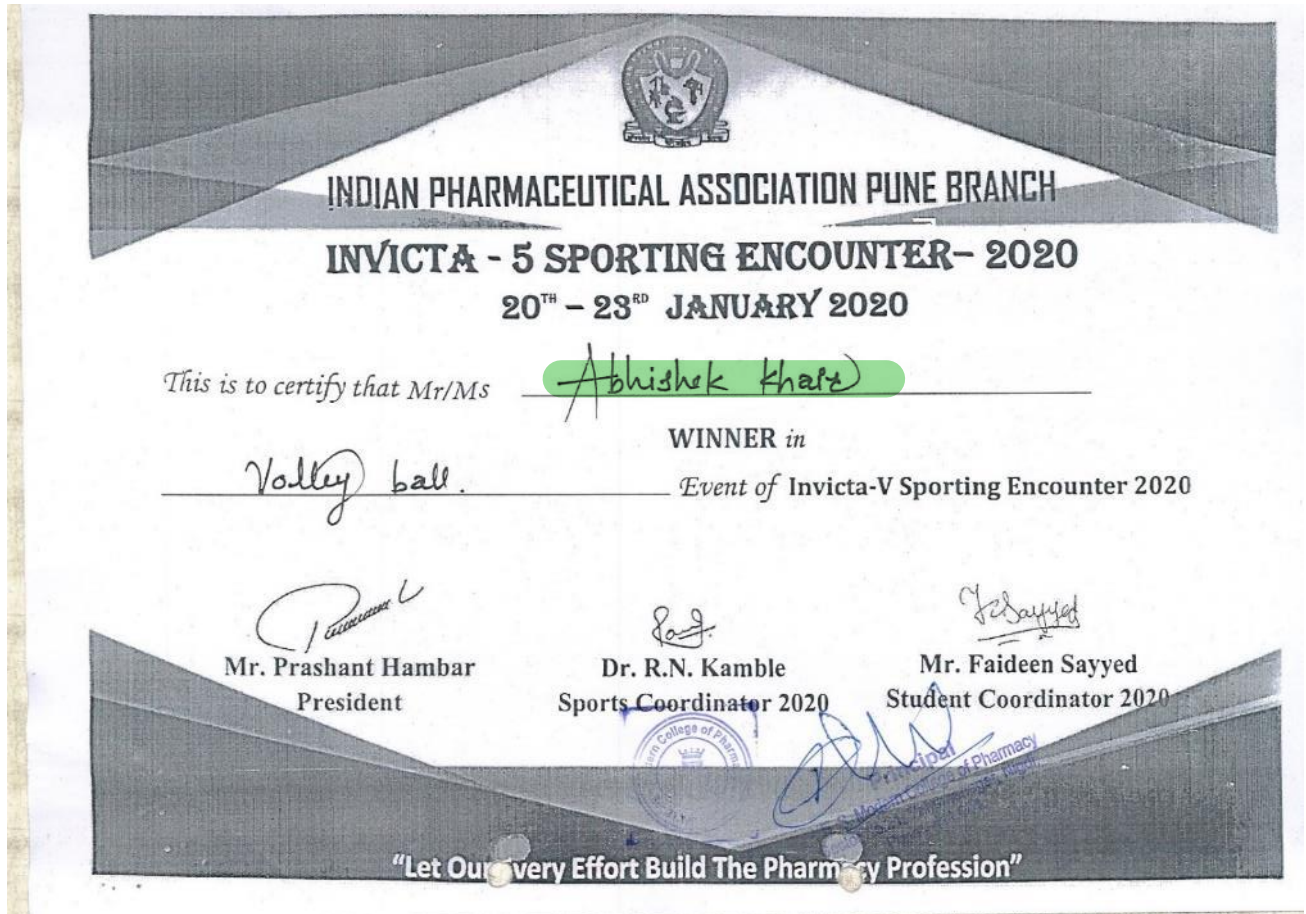 INDIAN PHARMACEUTICAL ASSOCIATION PUNE BRANCH
INVICTA - 5 SPORTING ENCOUNTER– 2020
20TH – 23RD JANUARY 2020
This is to certify that Mr/Ms Abhishek
WINNER in
Volley ball. Event of Invicta-V Sporting Encounter 2020
Mr. Prashant Hambar Dr. R.N. Kamble Mr. Faideen Sayyed
President Sports Coordinator 2020 Student Coordinator 2020
College of
Principal
Modern College of Pharmacy
"Let Our Every Effort Build The Pharmacy Profession"